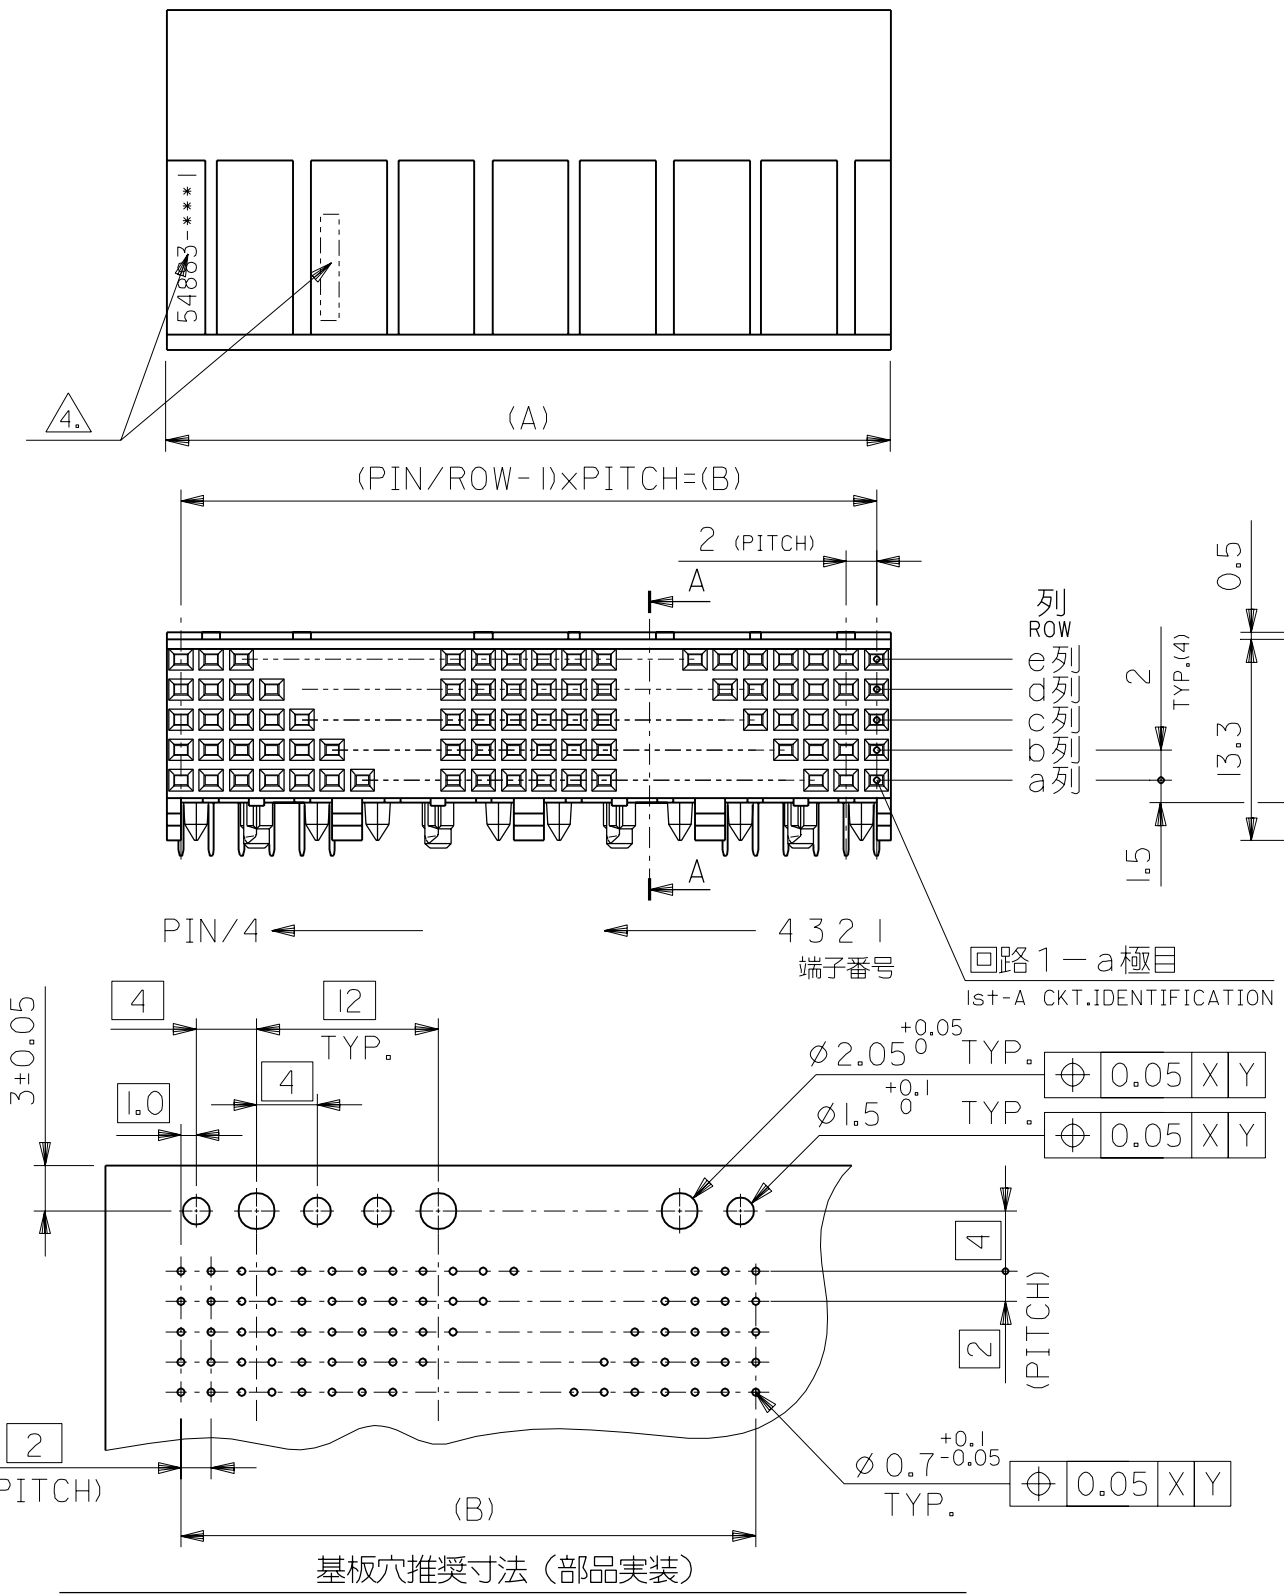 54883-***1
4.
(A)
(PIN/ROW-1)xPITCH=(B)
2 (PITCH)
A
列
ROW
e列
d列
c列
b列
a列
2
TYP.(4)
0.5
13.3
1.5
A
PIN/4
4 3 2 1
端子番号
回路1-a極目
1st-A CKT.IDENTIFICATION
3±0.05
4
12
TYP.
4
1.0
⌀2.05 +0.05 0 TYP.
⌖ 0.05 X Y
⌀1.5 +0.1 0 TYP.
⌖ 0.05 X Y
4
2
(PITCH)
2
PITCH)
(B)
⌀0.7 +0.1 -0.05
TYP.
⌖ 0.05 X Y
基板穴推奨寸法(部品実装)